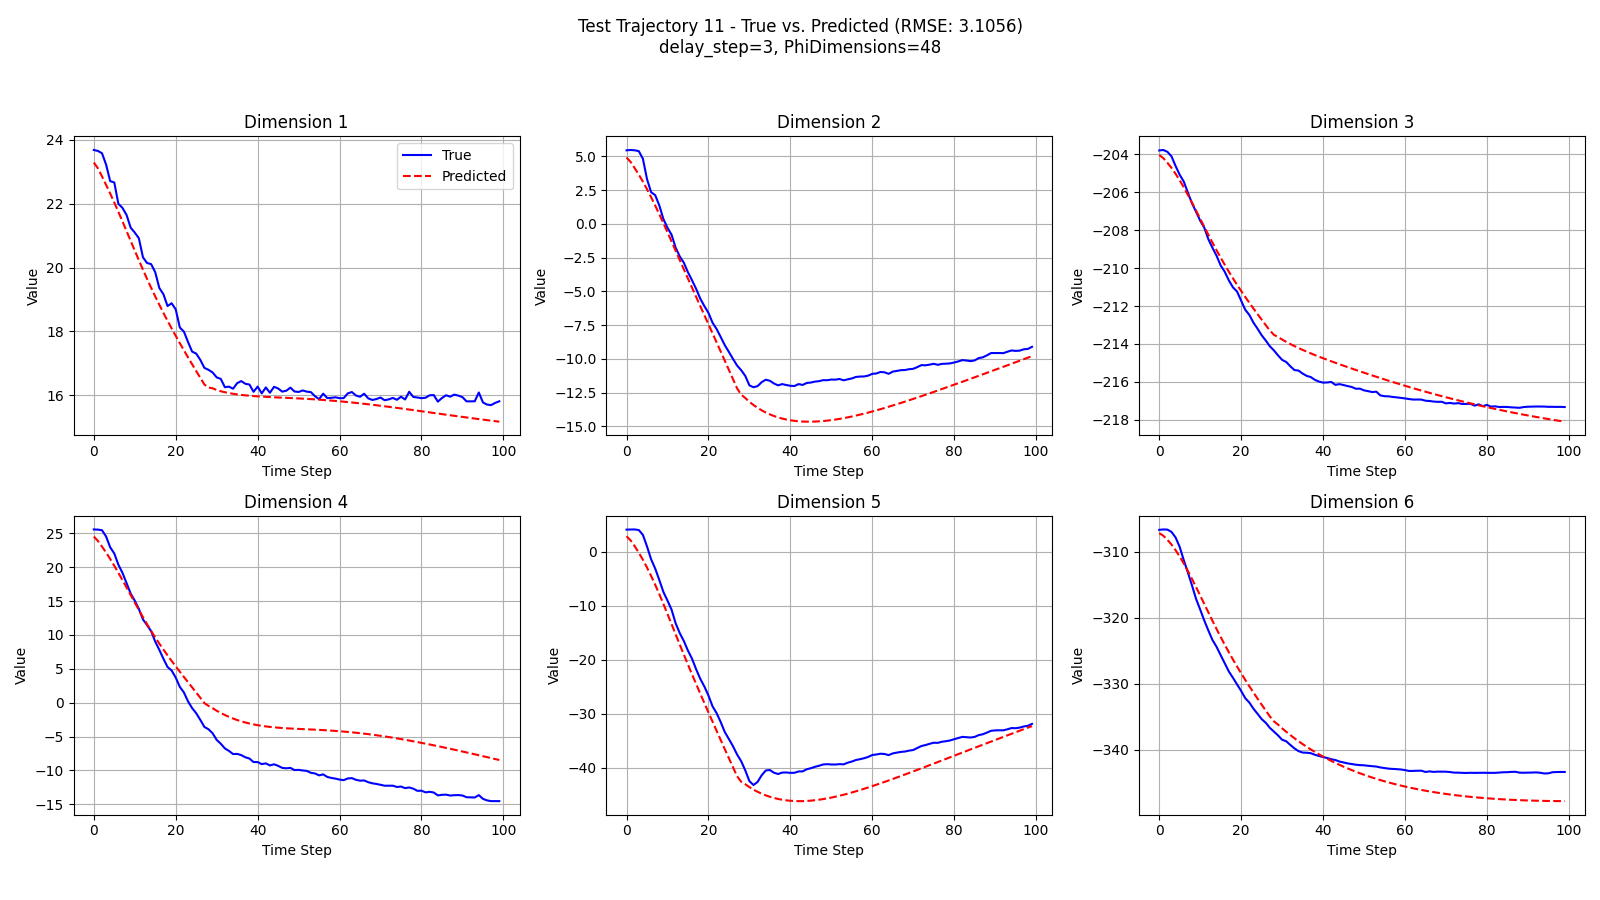 Test Trajectory 11 - True vs. Predicted (RMSE: 3.1056)
delay_step=3, PhiDimensions=48
Dimension 1
24
22
20
18
16
Value
0 20 40 60 80 100
Time Step
True
Predicted
Dimension 2
5.0
2.5
0.0
−2.5
−5.0
−7.5
−10.0
−12.5
−15.0
Value
0 20 40 60 80 100
Time Step
Dimension 3
−204
−206
−208
−210
−212
−214
−216
−218
Value
0 20 40 60 80 100
Time Step
Dimension 4
25
20
15
10
5
0
−5
−10
−15
Value
0 20 40 60 80 100
Time Step
Dimension 5
0
−10
−20
−30
−40
Value
0 20 40 60 80 100
Time Step
Dimension 6
−310
−320
−330
−340
Value
0 20 40 60 80 100
Time Step